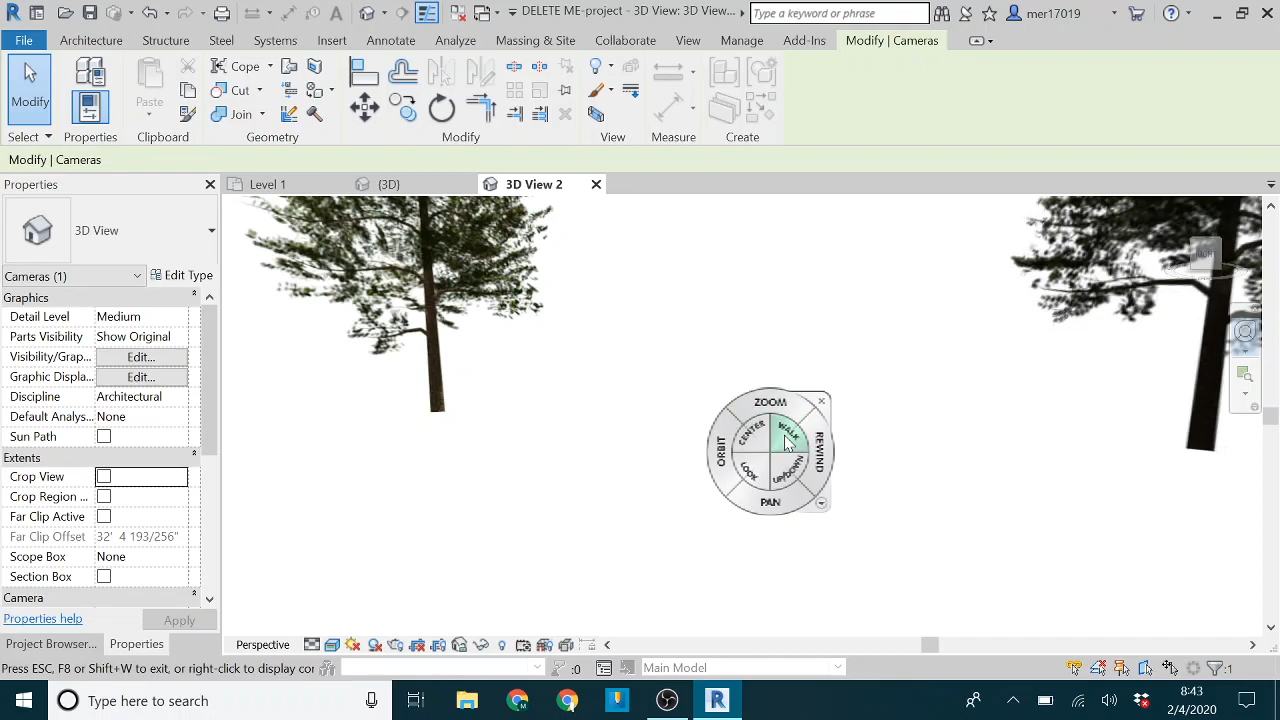 DELETE ME-project - 3D View: 3D View...
Type a keyword or phrase
mer17019
File
Architecture
Structure
Steel
Systems
Insert
Annotate
Analyze
Massing & Site
Collaborate
View
Manage
Add-Ins
Modify | Cameras
Modify
Paste
Cope
Cut
Join
Select
Properties
Clipboard
Geometry
Modify
View
Measure
Create
Modify | Cameras
Properties
Level 1
{3D}
3D View 2
3D View
Cameras (1)
Edit Type
Graphics
Detail Level Medium
Parts Visibility Show Original
Visibility/Grap... Edit...
Graphic Displa... Edit...
Discipline Architectural
Default Analys... None
Sun Path
Extents
Crop View
Crop Region ...
Far Clip Active
Far Clip Offset 32' 4 193/256"
Scope Box None
Section Box
Camera
Properties help
Apply
Project Browser...
Properties
ZOOM
CENTER
WALK
ORBIT
REWIND
LOOK
UP/DOWN
PAN
Perspective
Press ESC, F8 or Shift+W to exit, or right-click to display cor
:0
Main Model
:1
Type here to search
8:43
2/4/2020